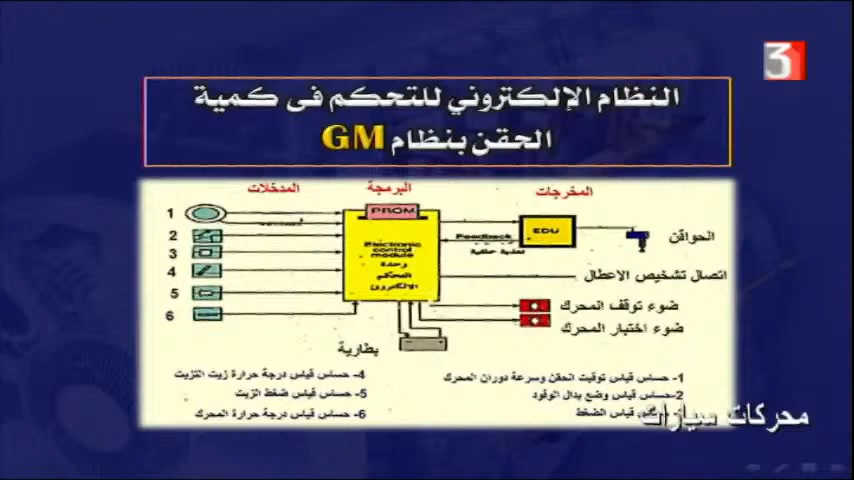 3
النظام الإلكتروني للتحكم فى كمية
الحقن بنظام GM
المدخلات
البرمجة
المخرجات
1
2
3
4
5
6
PROM
Electronic
control
module
وحدة
التحكم
EDU
Feedback
تغذية خلفية
الحواقن
اتصال تشخيص الاعطال
ضوء توقف المحرك
ضوء اختبار المحرك
بطارية
1- حساس قياس توقيت الحقن وسرعة دوران المحرك
2- حساس قياس وضع بدال الوقود
قياس الضغط
4- حساس قياس درجة حرارة زيت التزيت
5- حساس قياس ضغط الزيت
6- حساس قياس درجة حرارة المحرك
محركات سيارات